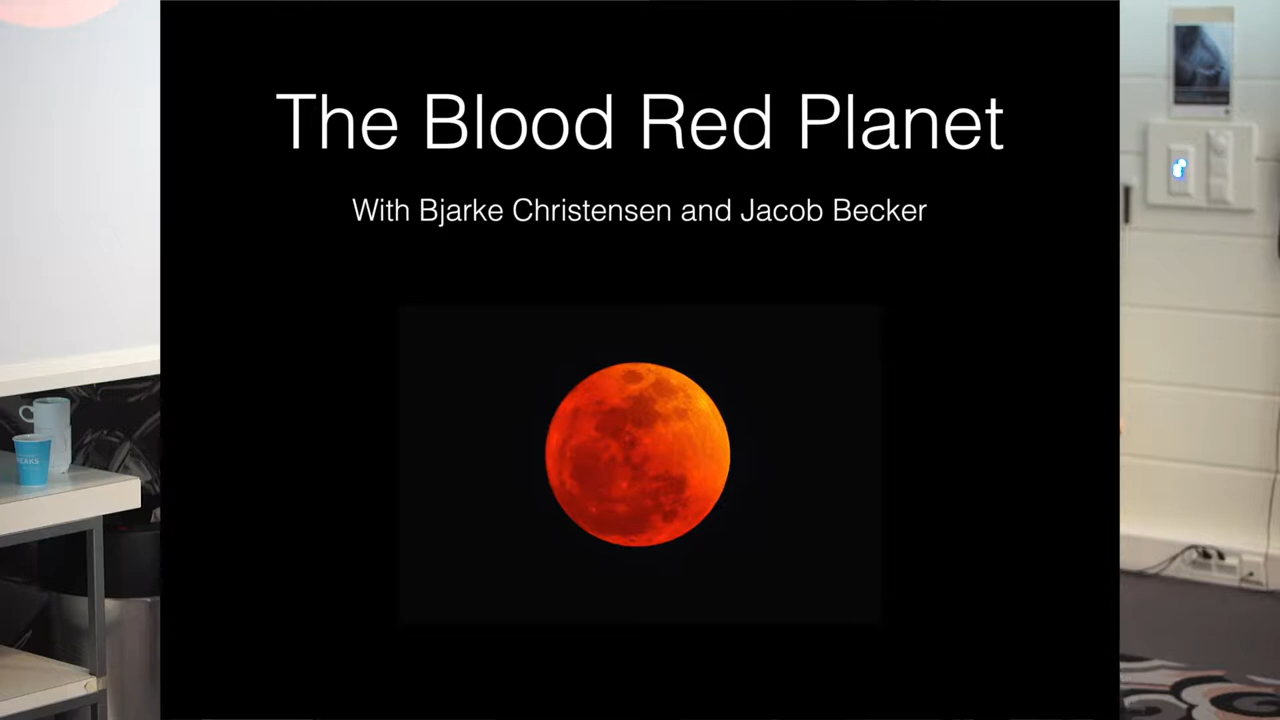 The Blood Red Planet
With Bjarke Christensen and Jacob Becker